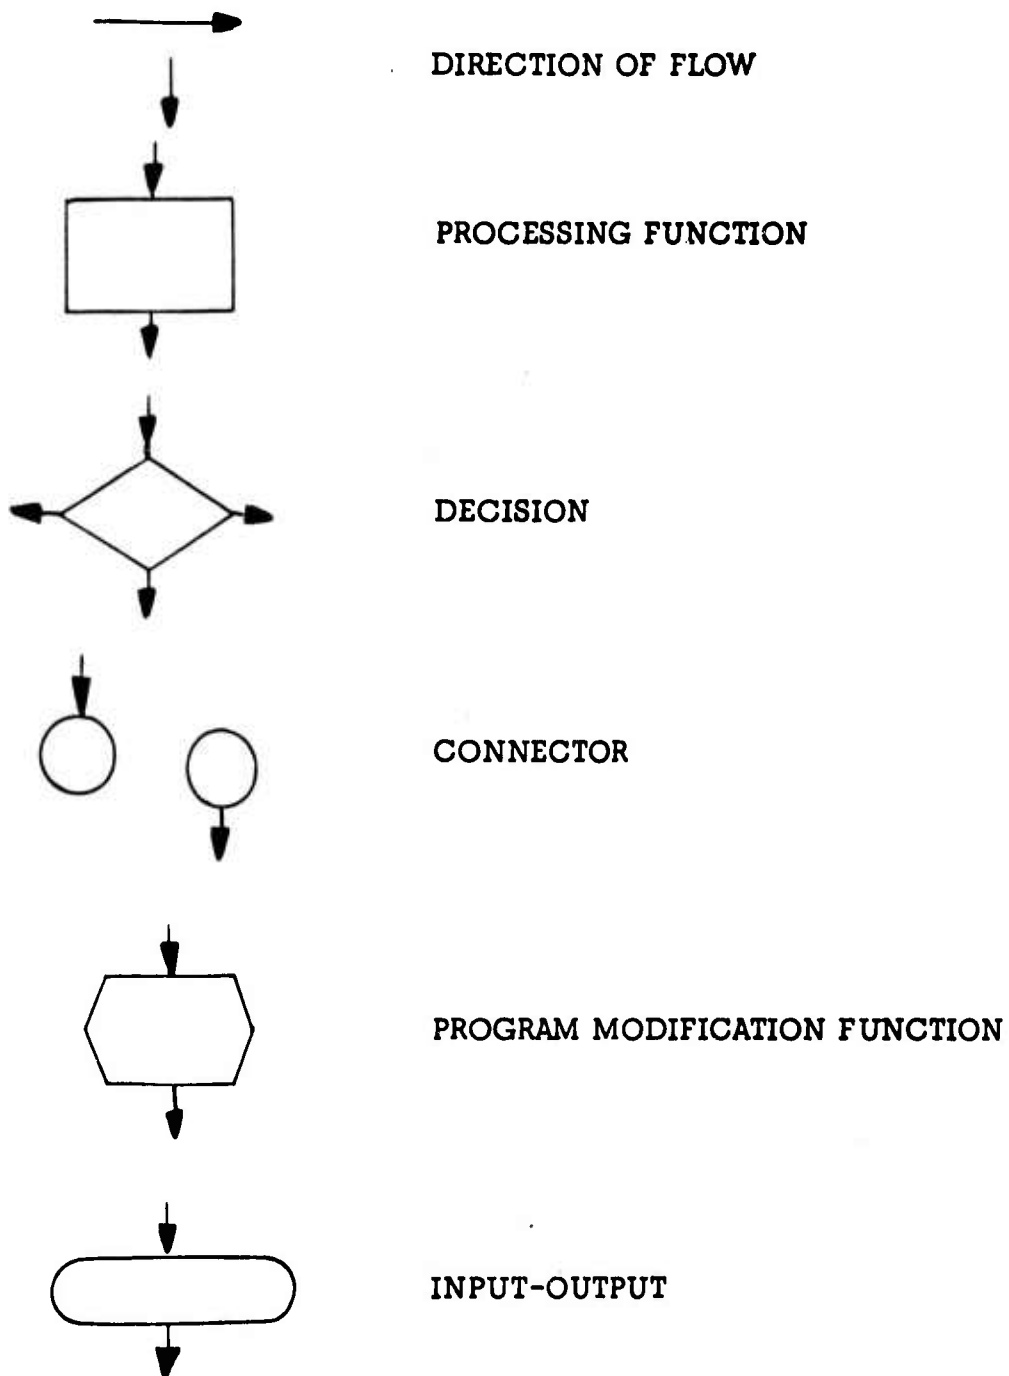 DIRECTION OF FLOW
PROCESSING FUNCTION
DECISION
CONNECTOR
PROGRAM MODIFICATION FUNCTION
INPUT-OUTPUT